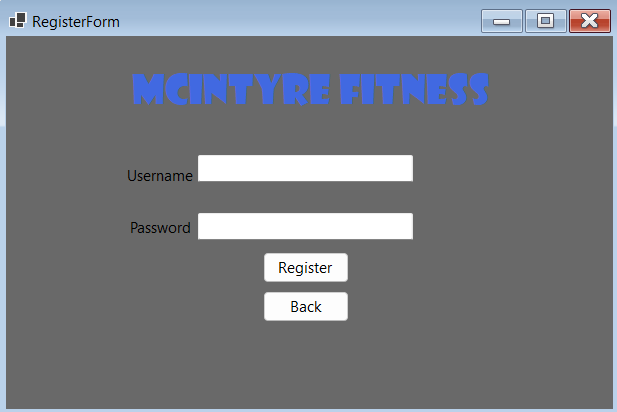 RegisterForm
MCINTYRE FITNESS
Username
Password
Register
Back